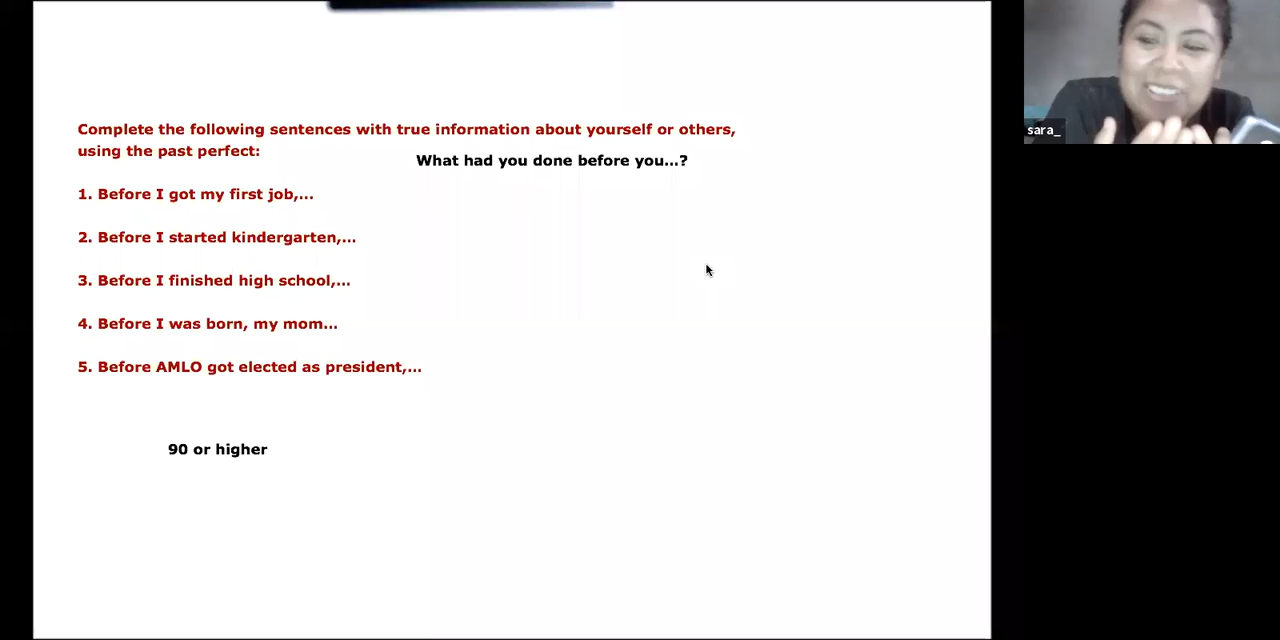 Complete the following sentences with true information about yourself or others,
using the past perfect:
What had you done before you...?
1. Before I got my first job,...
2. Before I started kindergarten,...
3. Before I finished high school,...
4. Before I was born, my mom...
5. Before AMLO got elected as president,...
90 or higher
sara_